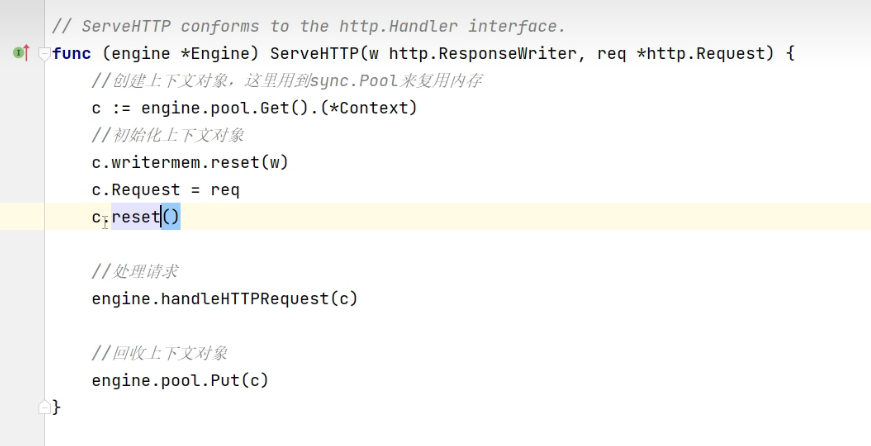 // ServeHTTP conforms to the http.Handler interface.
func (engine *Engine) ServeHTTP(w http.ResponseWriter, req *http.Request) {
//创建上下文对象，这里用到sync.Pool来复用内存
c := engine.pool.Get().(*Context)
//初始化上下文对象
c.writermem.reset(w)
c.Request = req
c.reset()
//处理请求
engine.handleHTTPRequest(c)
//回收上下文对象
engine.pool.Put(c)
}